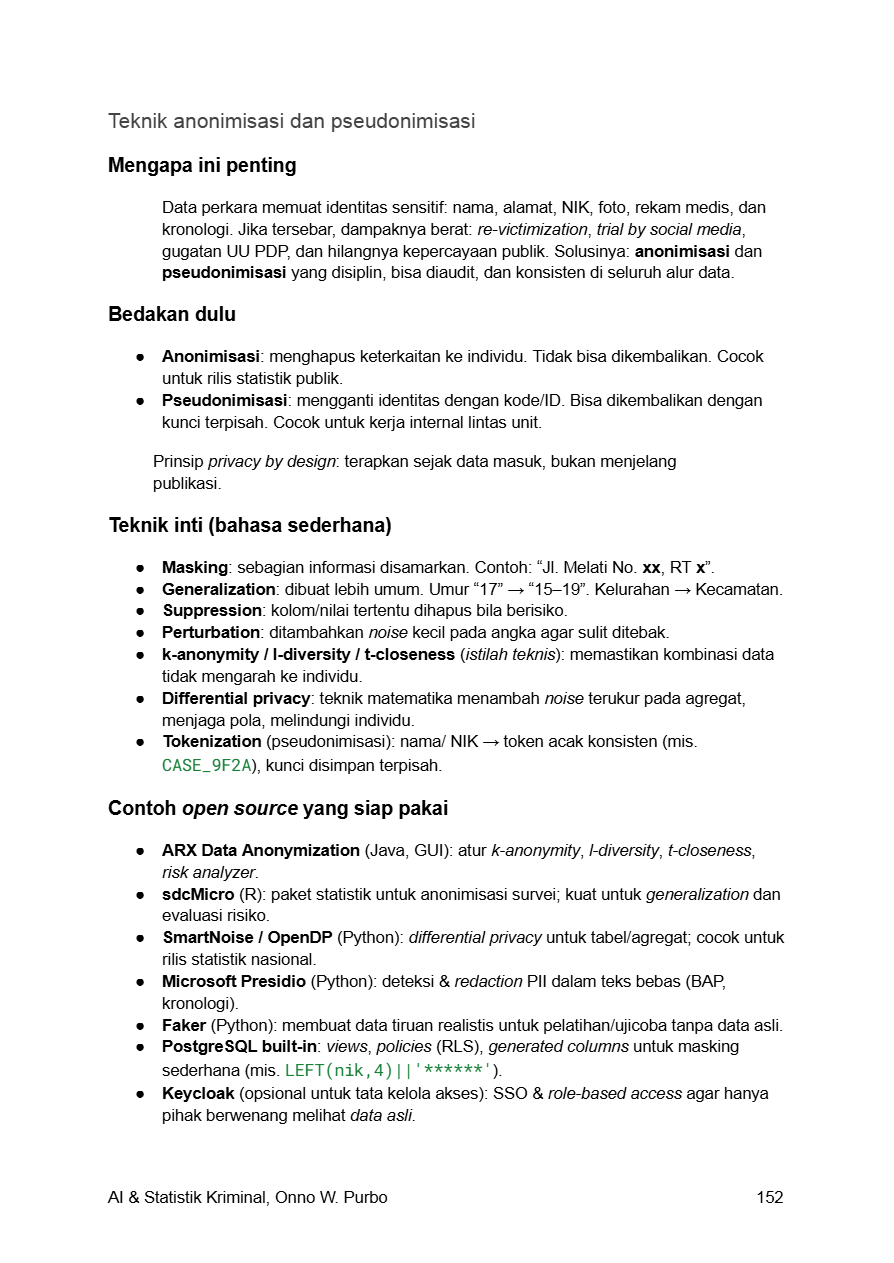 Teknik anonimisasi dan pseudonimisasi
Mengapa ini penting
Data perkara memuat identitas sensitif: nama, alamat, NIK, foto, rekam medis, dan
kronologi. Jika tersebar, dampaknya berat: re-victimization, trial by social media,
gugatan UU PDP, dan hilangnya kepercayaan publik. Solusinya: anonimisasi dan
pseudonimisasi yang disiplin, bisa diaudit, dan konsisten di seluruh alur data.
Bedakan dulu
● Anonimisasi: menghapus keterkaitan ke individu. Tidak bisa dikembalikan. Cocok
untuk rilis statistik publik.
● Pseudonimisasi: mengganti identitas dengan kode/ID. Bisa dikembalikan dengan
kunci terpisah. Cocok untuk kerja internal lintas unit.
Prinsip privacy by design: terapkan sejak data masuk, bukan menjelang
publikasi.
Teknik inti (bahasa sederhana)
● Masking: sebagian informasi disamarkan. Contoh: “Jl. Melati No. xx, RT x”.
● Generalization: dibuat lebih umum. Umur “17” → “15–19”. Kelurahan → Kecamatan.
● Suppression: kolom/nilai tertentu dihapus bila berisiko.
● Perturbation: ditambahkan noise kecil pada angka agar sulit ditebak.
● k-anonymity / l-diversity / t-closeness (istilah teknis): memastikan kombinasi data
tidak mengarah ke individu.
● Differential privacy: teknik matematika menambah noise terukur pada agregat,
menjaga pola, melindungi individu.
● Tokenization (pseudonimisasi): nama/ NIK → token acak konsisten (mis.
CASE_9F2A), kunci disimpan terpisah.
Contoh open source yang siap pakai
● ARX Data Anonymization (Java, GUI): atur k-anonymity, l-diversity, t-closeness,
risk analyzer.
● sdcMicro (R): paket statistik untuk anonimisasi survei; kuat untuk generalization dan
evaluasi risiko.
● SmartNoise / OpenDP (Python): differential privacy untuk tabel/agregat; cocok untuk
rilis statistik nasional.
● Microsoft Presidio (Python): deteksi & redaction PII dalam teks bebas (BAP,
kronologi).
● Faker (Python): membuat data tiruan realistis untuk pelatihan/ujicoba tanpa data asli.
● PostgreSQL built-in: views, policies (RLS), generated columns untuk masking
sederhana (mis. LEFT(nik,4)||'******').
● Keycloak (opsional untuk tata kelola akses): SSO & role-based access agar hanya
pihak berwenang melihat data asli.
AI & Statistik Kriminal, Onno W. Purbo 152